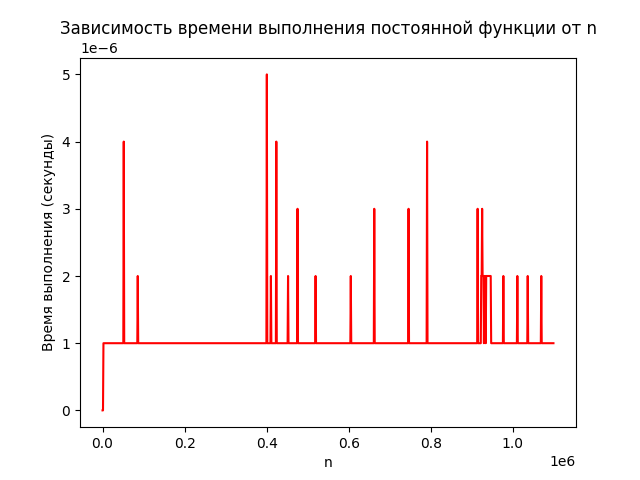 Зависимость времени выполнения постоянной функции от n
1e−6
5
4
3
2
1
0
Время выполнения (секунды)
0.0 0.2 0.4 0.6 0.8 1.0
1e6
n